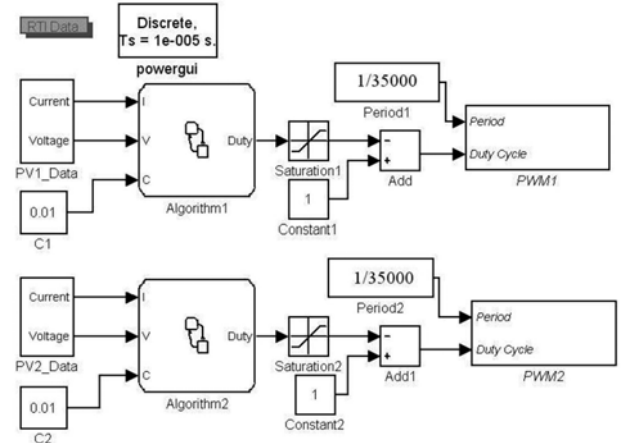 RTI Data
Discrete,
Ts = 1e-005 s.
powergui
Current
Voltage
PV1_Data
I
V
C
Duty
Algorithm1
0.01
C1
Saturation1
1
Constant1
1/35000
Period1
−
+
Add
Period
Duty Cycle
PWM1
Current
Voltage
PV2_Data
I
V
C
Duty
Algorithm2
0.01
C2
Saturation2
1
Constant2
1/35000
Period2
−
+
Add1
Period
Duty Cycle
PWM2